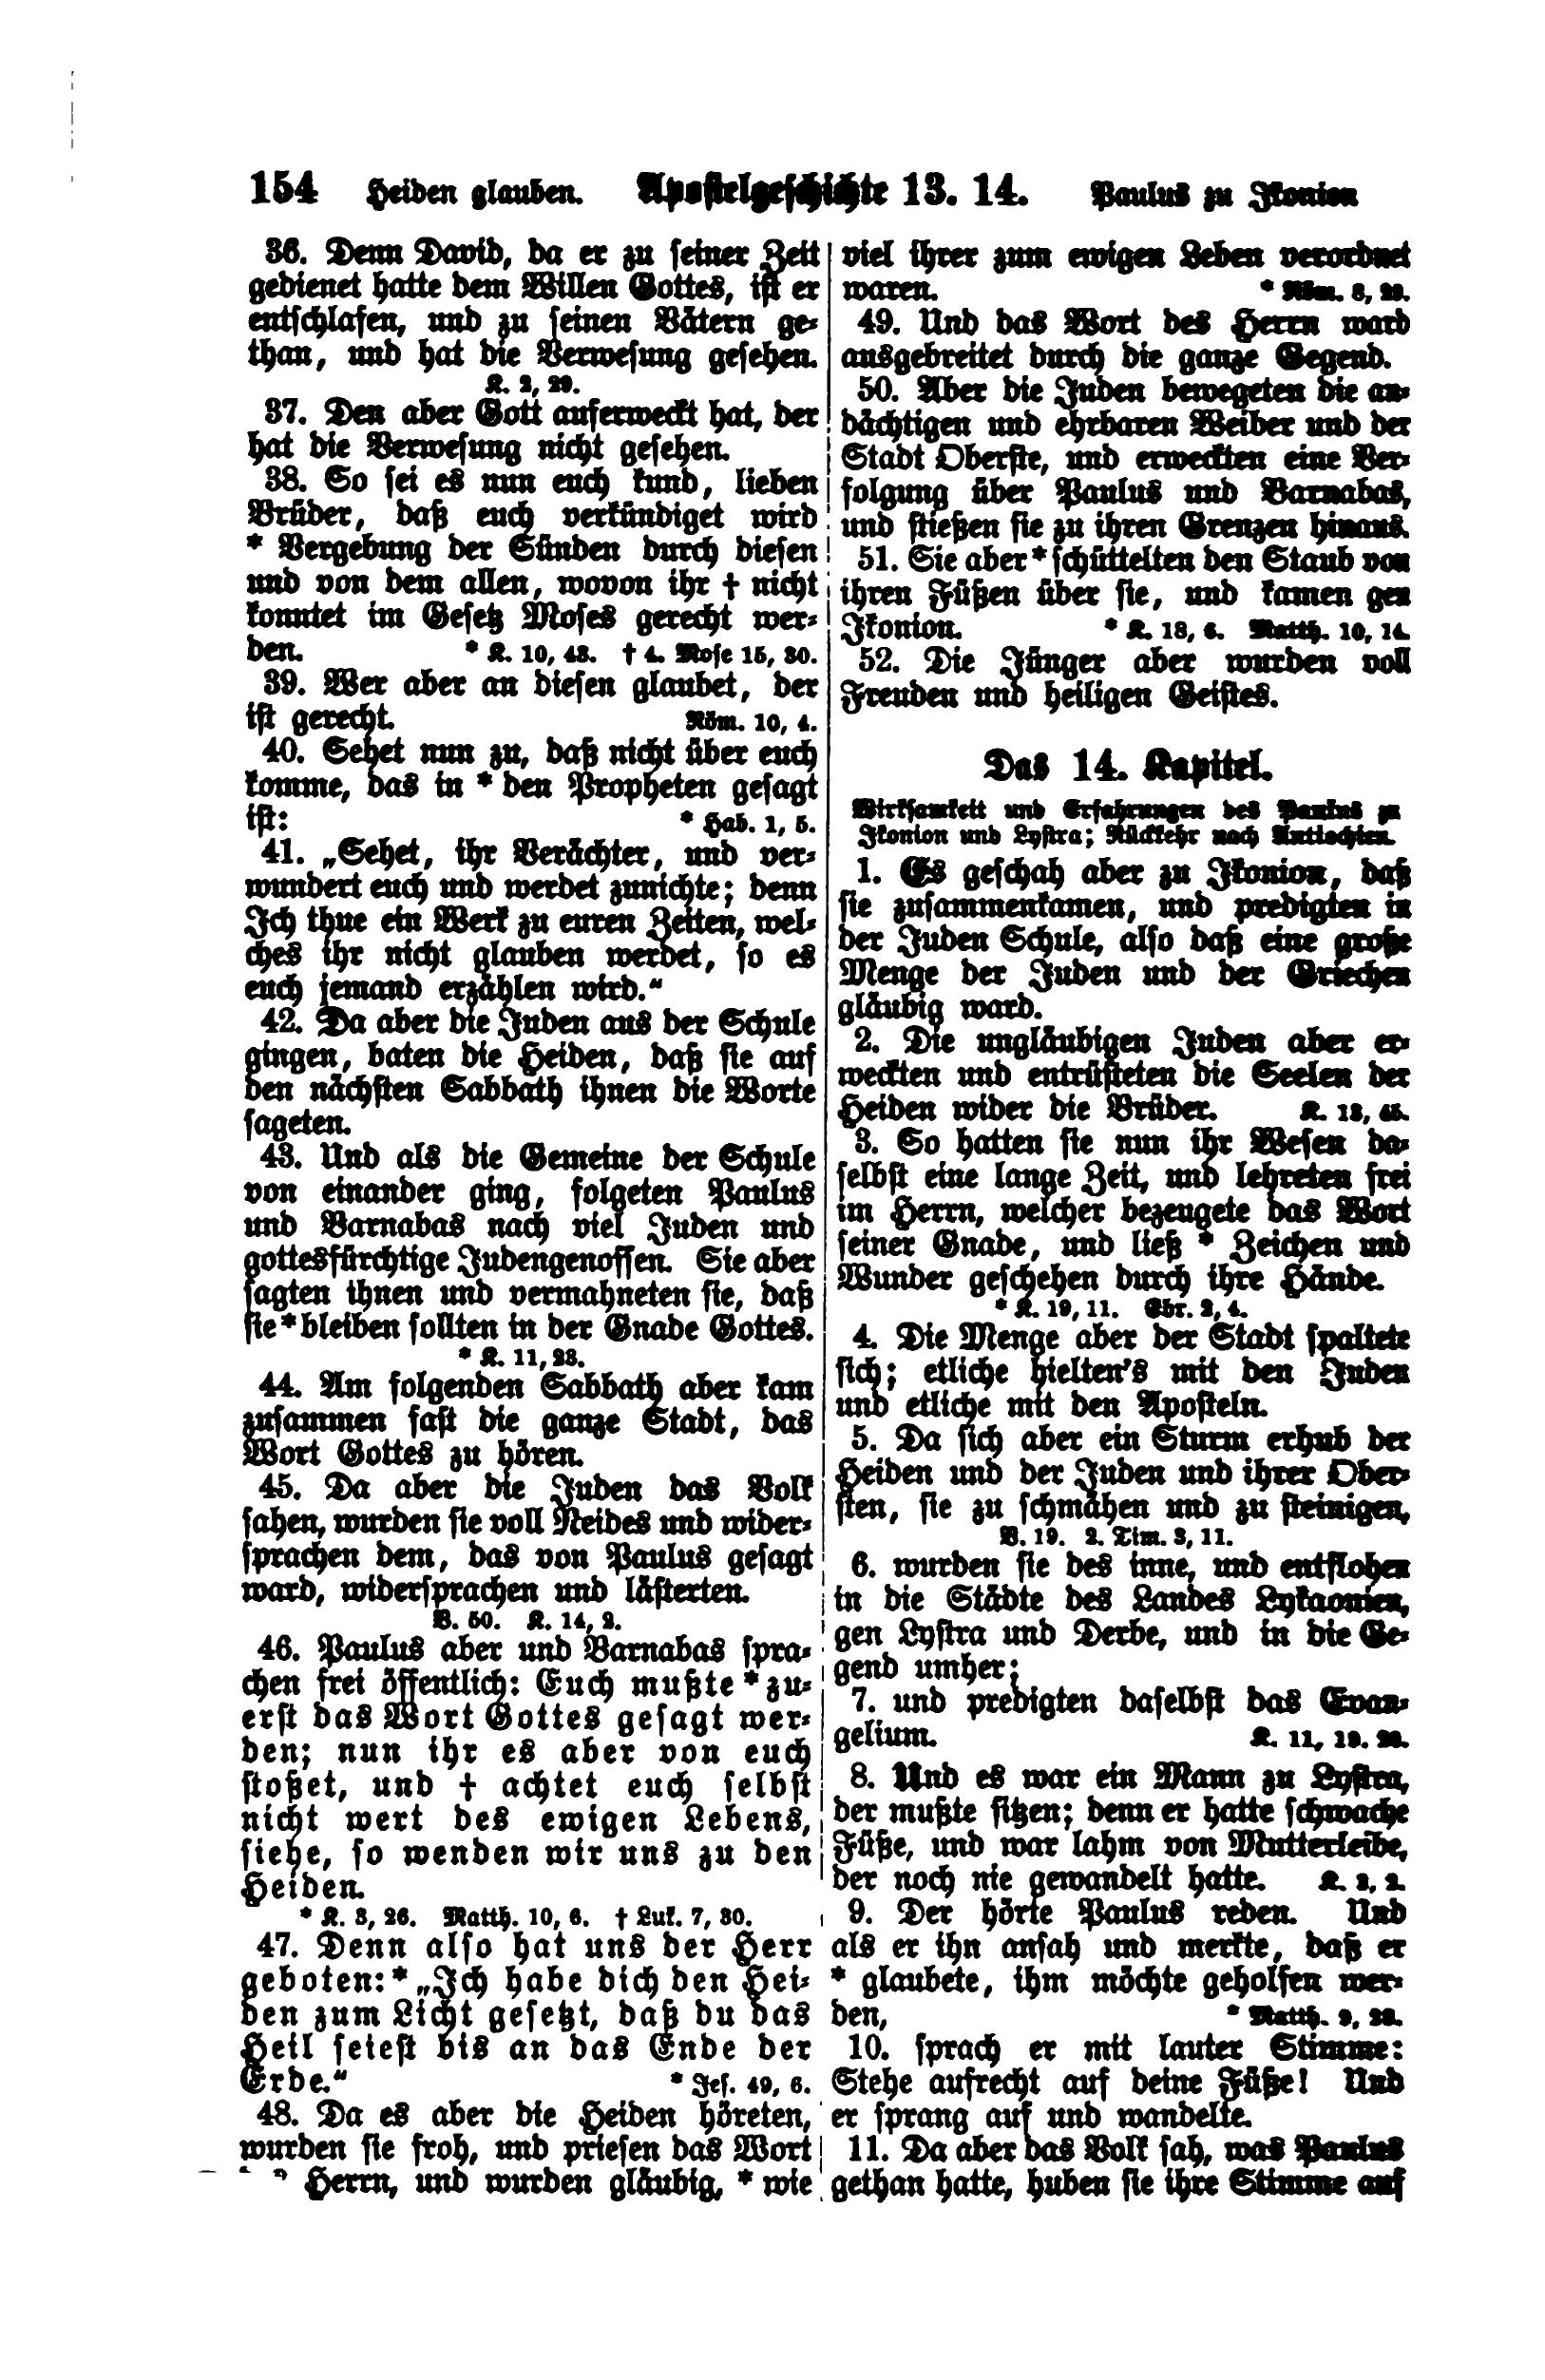 154 Heiden glauben. Apostelgeschichte 13. 14. Paulus zu Ikonion
36. Denn David, da er zu seiner Zeit
gedienet hatte dem Willen Gottes, ist er
entschlafen, und zu seinen Vätern ge-
than, und hat die Verwesung gesehen.
K. 2, 29.
37. Den aber Gott auferweckt hat, der
hat die Verwesung nicht gesehen.
38. So sei es nun euch kund, lieben
Brüder, daß euch verkündiget wird
* Vergebung der Sünden durch diesen
und von dem allen, wovon ihr † nicht
konntet im Gesetz Moses gerecht wer-
den. * K. 10, 43. † 4. Mose 15, 30.
39. Wer aber an diesen glaubet, der
ist gerecht. Röm. 10, 4.
40. Sehet nun zu, daß nicht über euch
komme, das in * den Propheten gesagt
ist: * Hab. 1, 5.
41. „Sehet, ihr Verächter, und ver-
wundert euch und werdet zunichte; denn
Ich thue ein Werk zu euren Zeiten, wel-
ches ihr nicht glauben werdet, so es
euch jemand erzählen wird.“
42. Da aber die Juden aus der Schule
gingen, baten die Heiden, daß sie auf
den nächsten Sabbath ihnen die Worte
sageten.
43. Und als die Gemeine der Schule
von einander ging, folgeten Paulus
und Barnabas nach viel Juden und
gottesfürchtige Judengenossen. Sie aber
sagten ihnen und vermahneten sie, daß
sie * bleiben sollten in der Gnade Gottes.
* K. 11, 23.
44. Am folgenden Sabbath aber kam
zusammen fast die ganze Stadt, das
Wort Gottes zu hören.
45. Da aber die Juden das Volk
sahen, wurden sie voll Neides und wider-
sprachen dem, das von Paulus gesagt
ward, widersprachen und lästerten.
V. 50. K. 14, 2.
46. Paulus aber und Barnabas spra-
chen frei öffentlich: Euch mußte * zu-
erst das Wort Gottes gesagt wer-
den; nun ihr es aber von euch
stoßet, und † achtet euch selbst
nicht wert des ewigen Lebens,
siehe, so wenden wir uns zu den
Heiden.
* K. 3, 26. Matth. 10, 6. † Luk. 7, 30.
47. Denn also hat uns der Herr
geboten: * „Ich habe dich den Hei-
den zum Licht gesetzt, daß du das
Heil seiest bis an das Ende der
Erde.“ * Jes. 49, 6.
48. Da es aber die Heiden höreten,
wurden sie froh, und priesen das Wort
Herrn, und wurden gläubig, * wie
viel ihrer zum ewigen Leben verordnet
waren. * Röm. 8, 29.
49. Und das Wort des Herrn ward
ausgebreitet durch die ganze Gegend.
50. Aber die Juden bewegeten die an-
dächtigen und ehrbaren Weiber und der
Stadt Oberste, und erweckten eine Ver-
folgung über Paulus und Barnabas,
und stießen sie zu ihren Grenzen hinaus.
51. Sie aber * schüttelten den Staub von
ihren Füßen über sie, und kamen gen
Ikonion. * K. 18, 6. Matth. 10, 14.
52. Die Jünger aber wurden voll
Freuden und heiligen Geistes.
Das 14. Kapitel.
Wirksamkeit und Erfahrungen des Paulus zu
Ikonion und Lystra; Rückkehr nach Antiochien.
1. Es geschah aber zu Ikonion, daß
sie zusammenkamen, und predigten in
der Juden Schule, also daß eine große
Menge der Juden und der Griechen
gläubig ward.
2. Die ungläubigen Juden aber er-
weckten und entrüsteten die Seelen der
Heiden wider die Brüder. K. 13, 45.
3. So hatten sie nun ihr Wesen da-
selbst eine lange Zeit, und lehreten frei
im Herrn, welcher bezeugete das Wort
seiner Gnade, und ließ * Zeichen und
Wunder geschehen durch ihre Hände.
* K. 19, 11. Ebr. 2, 4.
4. Die Menge aber der Stadt spaltete
sich; etliche hielten's mit den Juden
und etliche mit den Aposteln.
5. Da sich aber ein Sturm erhub der
Heiden und der Juden und ihrer Ober-
sten, sie zu schmähen und zu steinigen,
V. 19. 2. Tim. 3, 11.
6. wurden sie des inne, und entflohen
in die Städte des Landes Lykaonien,
gen Lystra und Derbe, und in die Ge-
gend umher;
7. und predigten daselbst das Evan-
gelium. K. 11, 19. 20.
8. Und es war ein Mann zu Lystra,
der mußte sitzen; denn er hatte schwache
Füße, und war lahm von Mutterleibe,
der noch nie gewandelt hatte. K. 3, 2.
9. Der hörte Paulus reden. Und
als er ihn ansah und merkte, daß er
* glaubete, ihm möchte geholfen wer-
den, * Matth. 9, 28.
10. sprach er mit lauter Stimme:
Stehe aufrecht auf deine Füße! Und
er sprang auf und wandelte.
11. Da aber das Volk sah, was Paulus
gethan hatte, huben sie ihre Stimme auf